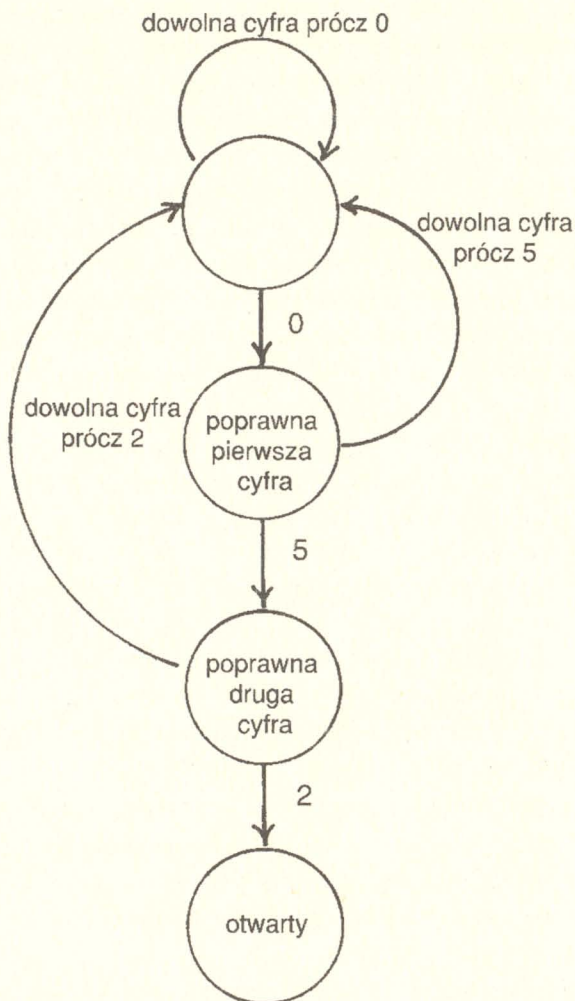 dowolna cyfra prócz 0
dowolna cyfra
prócz 5
0
dowolna cyfra
prócz 2
poprawna
pierwsza
cyfra
5
poprawna
druga
cyfra
2
otwarty